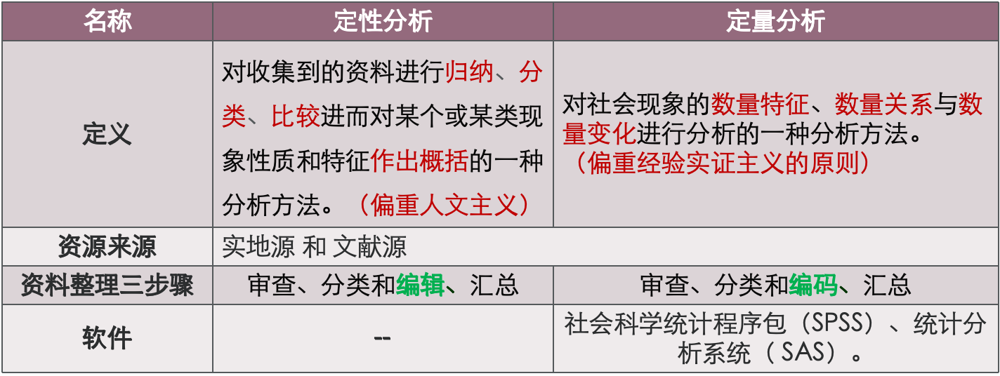 名称
定性分析
定量分析
定义
对收集到的资料进行归纳、分
类、比较进而对某个或某类现
象性质和特征作出概括的一种
分析方法。（偏重人文主义）
对社会现象的数量特征、数量关系与数
量变化进行分析的一种分析方法。
（偏重经验实证主义的原则）
资源来源
实地源 和 文献源
资料整理三步骤
审查、分类和编辑、汇总
审查、分类和编码、汇总
软件
--
社会科学统计程序包（SPSS）、统计分
析系统（ SAS）。